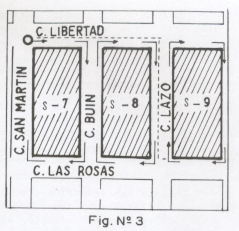 C. LIBERTAD
C. SAN MARTIN
S-7
C. BUIN
S-8
C. LAZO
S-9
C. LAS ROSAS
Fig. Nº 3